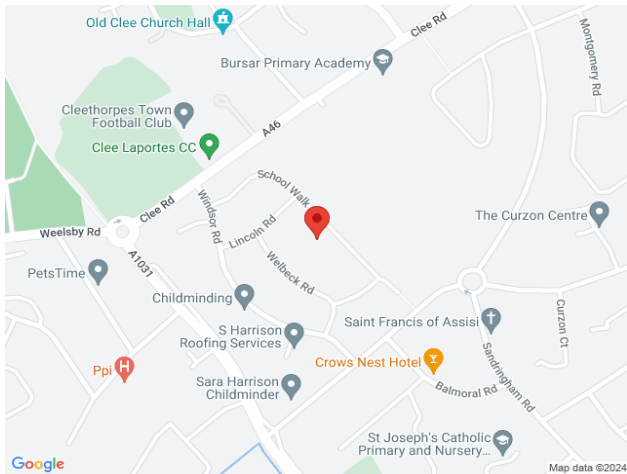 Old Clee Church Hall
Clee Rd
Montgomery Rd
Bursar Primary Academy
Cleethorpes Town
Football Club
A46
Clee Laportes CC
School Walk
Windsor Rd
Clee Rd
Weelsby Rd
Lincoln Rd
The Curzon Centre
A1031
Welbeck Rd
PetsTime
Childminding
Saint Francis of Assisi
Curzon Ct
S Harrison
Roofing Services
Sandringham Rd
Crows Nest Hotel
Ppi
H
Sara Harrison
Childminder
Balmoral Rd
St Joseph's Catholic
Primary and Nursery...
Google
Map data ©2024